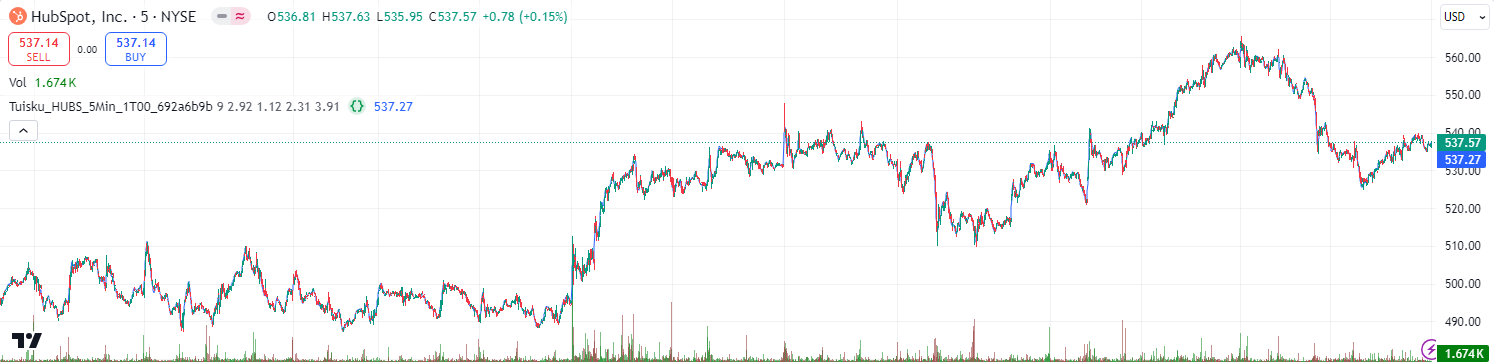 HubSpot, Inc. · 5 · NYSE O536.81 H537.63 L535.95 C537.57 +0.78 (+0.15%)
USD
537.14 0.00 537.14
SELL BUY
Vol 1.674K
Tuisku_HUBS_5Min_1T00_692a6b9b 9 2.92 1.12 2.31 3.91 {} 537.27
560.00
550.00
540.00
537.57
537.27
530.00
520.00
510.00
500.00
490.00
1.674K